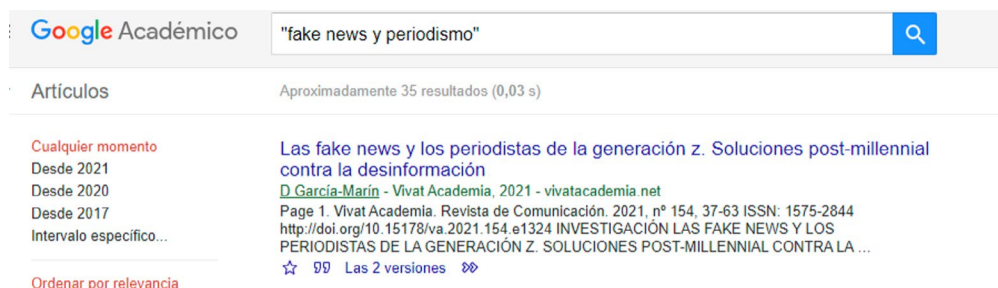 Google Académico
"fake news y periodismo"
Artículos
Aproximadamente 35 resultados (0,03 s)
Cualquier momento
Desde 2021
Desde 2020
Desde 2017
Intervalo específico...
Ordenar por relevancia
Las fake news y los periodistas de la generación z. Soluciones post-millennial
contra la desinformación
D García-Marín - Vivat Academia, 2021 - vivatacademia.net
Page 1. Vivat Academia. Revista de Comunicación. 2021, nº 154, 37-63 ISSN: 1575-2844
http://doi.org/10.15178/va.2021.154.e1324 INVESTIGACIÓN LAS FAKE NEWS Y LOS
PERIODISTAS DE LA GENERACIÓN Z. SOLUCIONES POST-MILLENNIAL CONTRA LA ...
Las 2 versiones